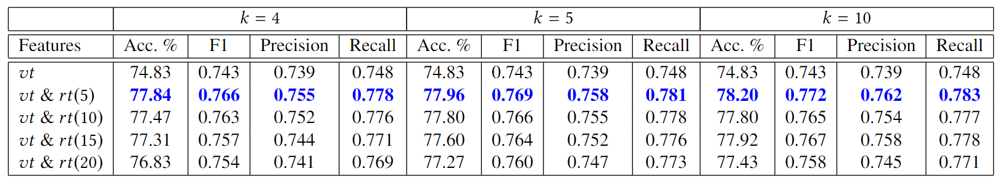 k = 4 k = 5 k = 10
Features Acc. % F1 Precision Recall Acc. % F1 Precision Recall Acc. % F1 Precision Recall
vt 74.83 0.743 0.739 0.748 74.83 0.743 0.739 0.748 74.83 0.743 0.739 0.748
vt & rt(5) 77.84 0.766 0.755 0.778 77.96 0.769 0.758 0.781 78.20 0.772 0.762 0.783
vt & rt(10) 77.47 0.763 0.752 0.776 77.80 0.766 0.755 0.778 77.80 0.765 0.754 0.777
vt & rt(15) 77.31 0.757 0.744 0.771 77.60 0.764 0.752 0.776 77.92 0.767 0.758 0.778
vt & rt(20) 76.83 0.754 0.741 0.769 77.27 0.760 0.747 0.773 77.43 0.758 0.745 0.771